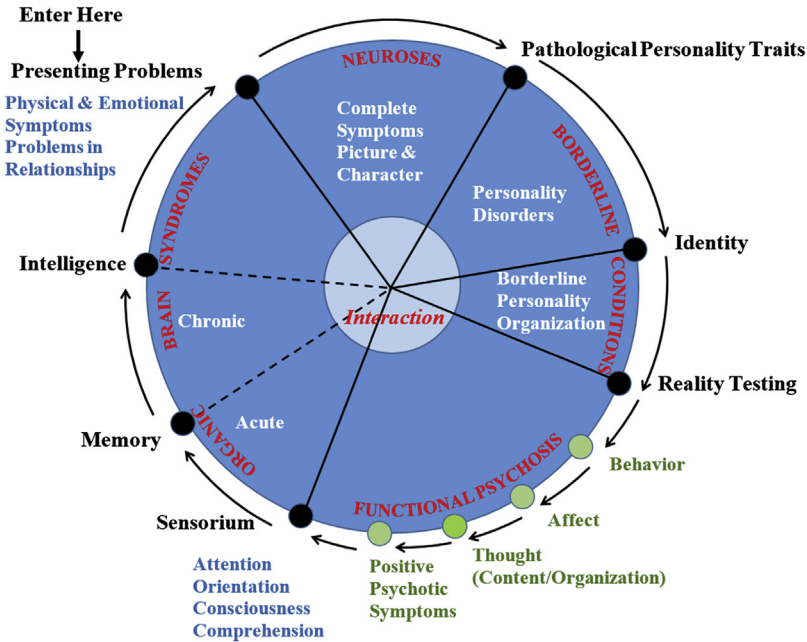 Enter Here
Presenting Problems
Physical & Emotional
Symptoms
Problems in
Relationships
NEUROSES
Complete
Symptoms
Picture &
Character
Pathological Personality Traits
BORDERLINE
CONDITIONS
Personality
Disorders
Identity
Borderline
Personality
Organization
Reality Testing
Interaction
Behavior
Affect
Thought
(Content/Organization)
Positive
Psychotic
Symptoms
FUNCTIONAL PSYCHOSIS
Sensorium
Attention
Orientation
Consciousness
Comprehension
Memory
Acute
Chronic
Intelligence
ORGANIC
BRAIN
SYNDROMES